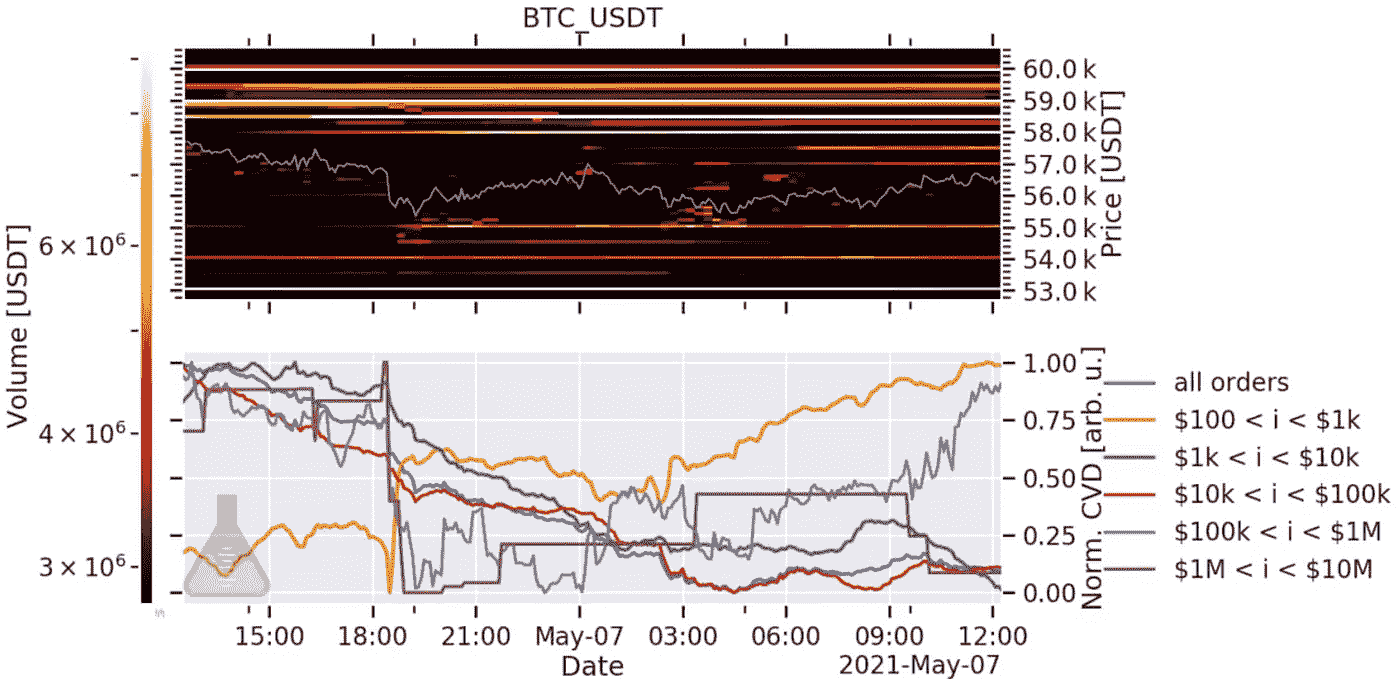 BTC_USDT
Volume [USDT]
6 × 10⁶
4 × 10⁶
3 × 10⁶
60.0 k
59.0 k
58.0 k
57.0 k
56.0 k
55.0 k
54.0 k
53.0 k
Price [USDT]
1.00
0.75
0.50
0.25
0.00
Norm. CVD [arb. u.]
all orders
$100 < i < $1k
$1k < i < $10k
$10k < i < $100k
$100k < i < $1M
$1M < i < $10M
15:00 18:00 21:00 May-07 03:00 06:00 09:00 12:00
Date
2021-May-07